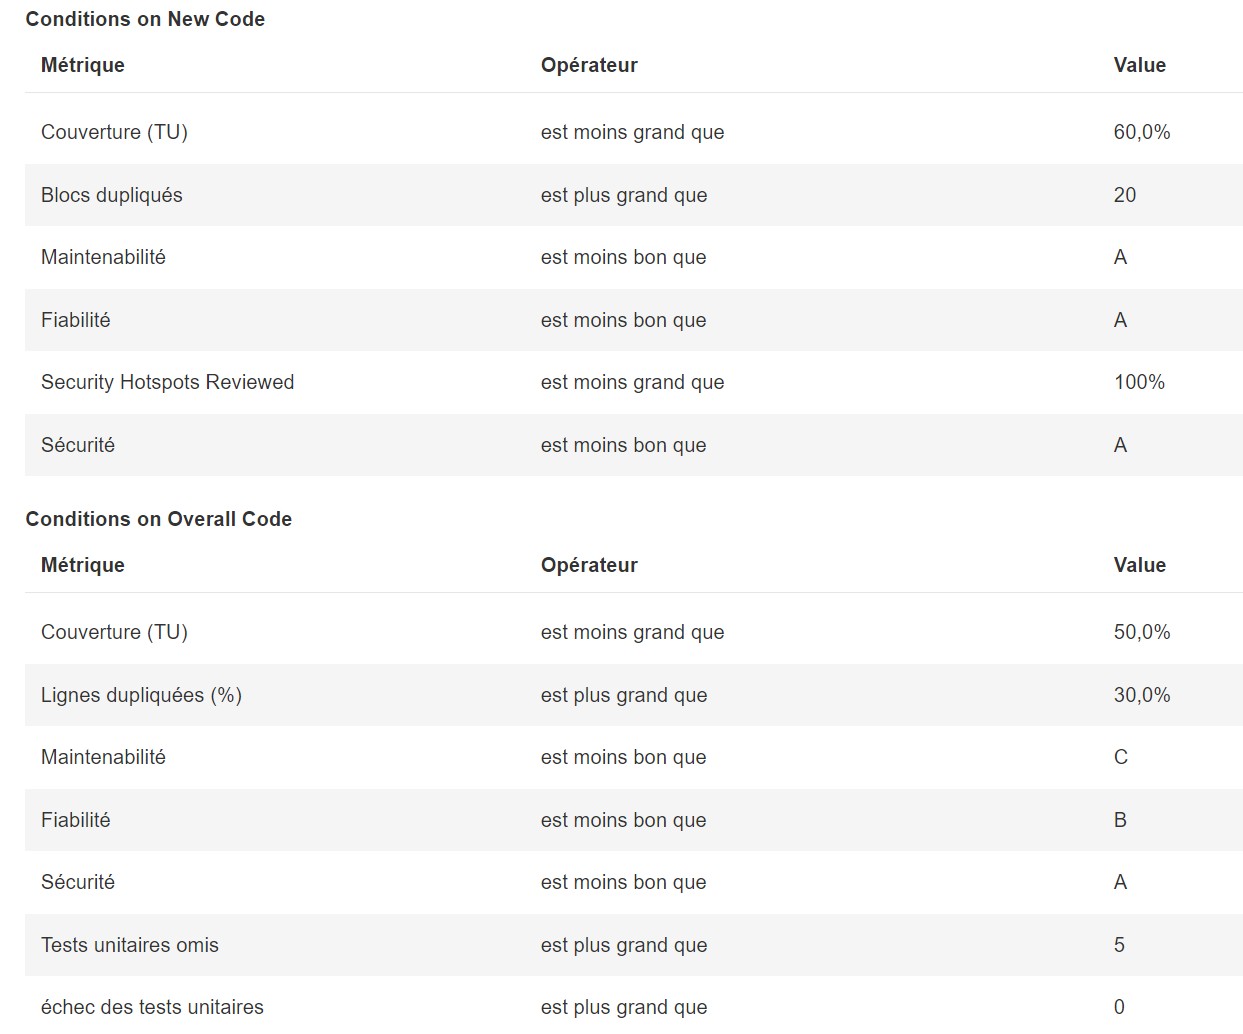 Conditions on New Code
Métrique Opérateur Value
Couverture (TU) est moins grand que 60,0%
Blocs dupliqués est plus grand que 20
Maintenabilité est moins bon que A
Fiabilité est moins bon que A
Security Hotspots Reviewed est moins grand que 100%
Sécurité est moins bon que A
Conditions on Overall Code
Métrique Opérateur Value
Couverture (TU) est moins grand que 50,0%
Lignes dupliquées (%) est plus grand que 30,0%
Maintenabilité est moins bon que C
Fiabilité est moins bon que B
Sécurité est moins bon que A
Tests unitaires omis est plus grand que 5
échec des tests unitaires est plus grand que 0